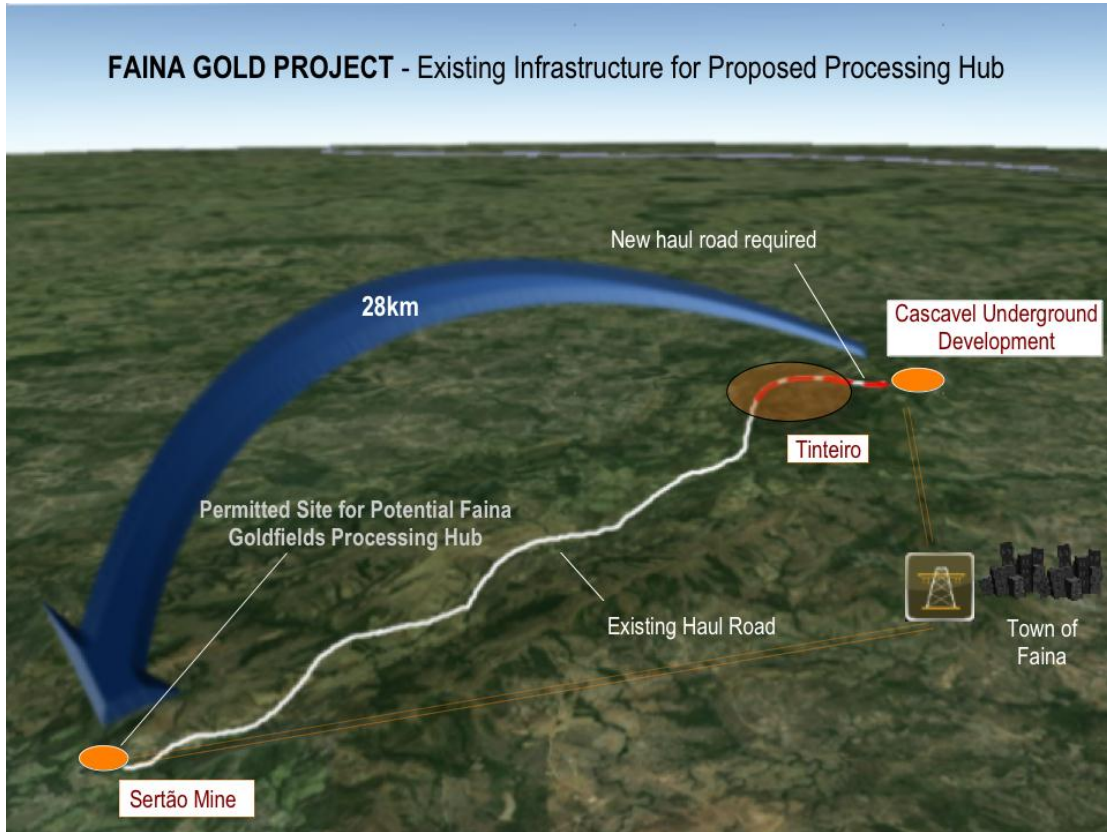 FAINA GOLD PROJECT - Existing Infrastructure for Proposed Processing Hub
New haul road required
28km
Cascavel Underground
Development
Tinteiro
Permitted Site for Potential Faina
Goldfields Processing Hub
Existing Haul Road
Town of
Faina
Sertão Mine